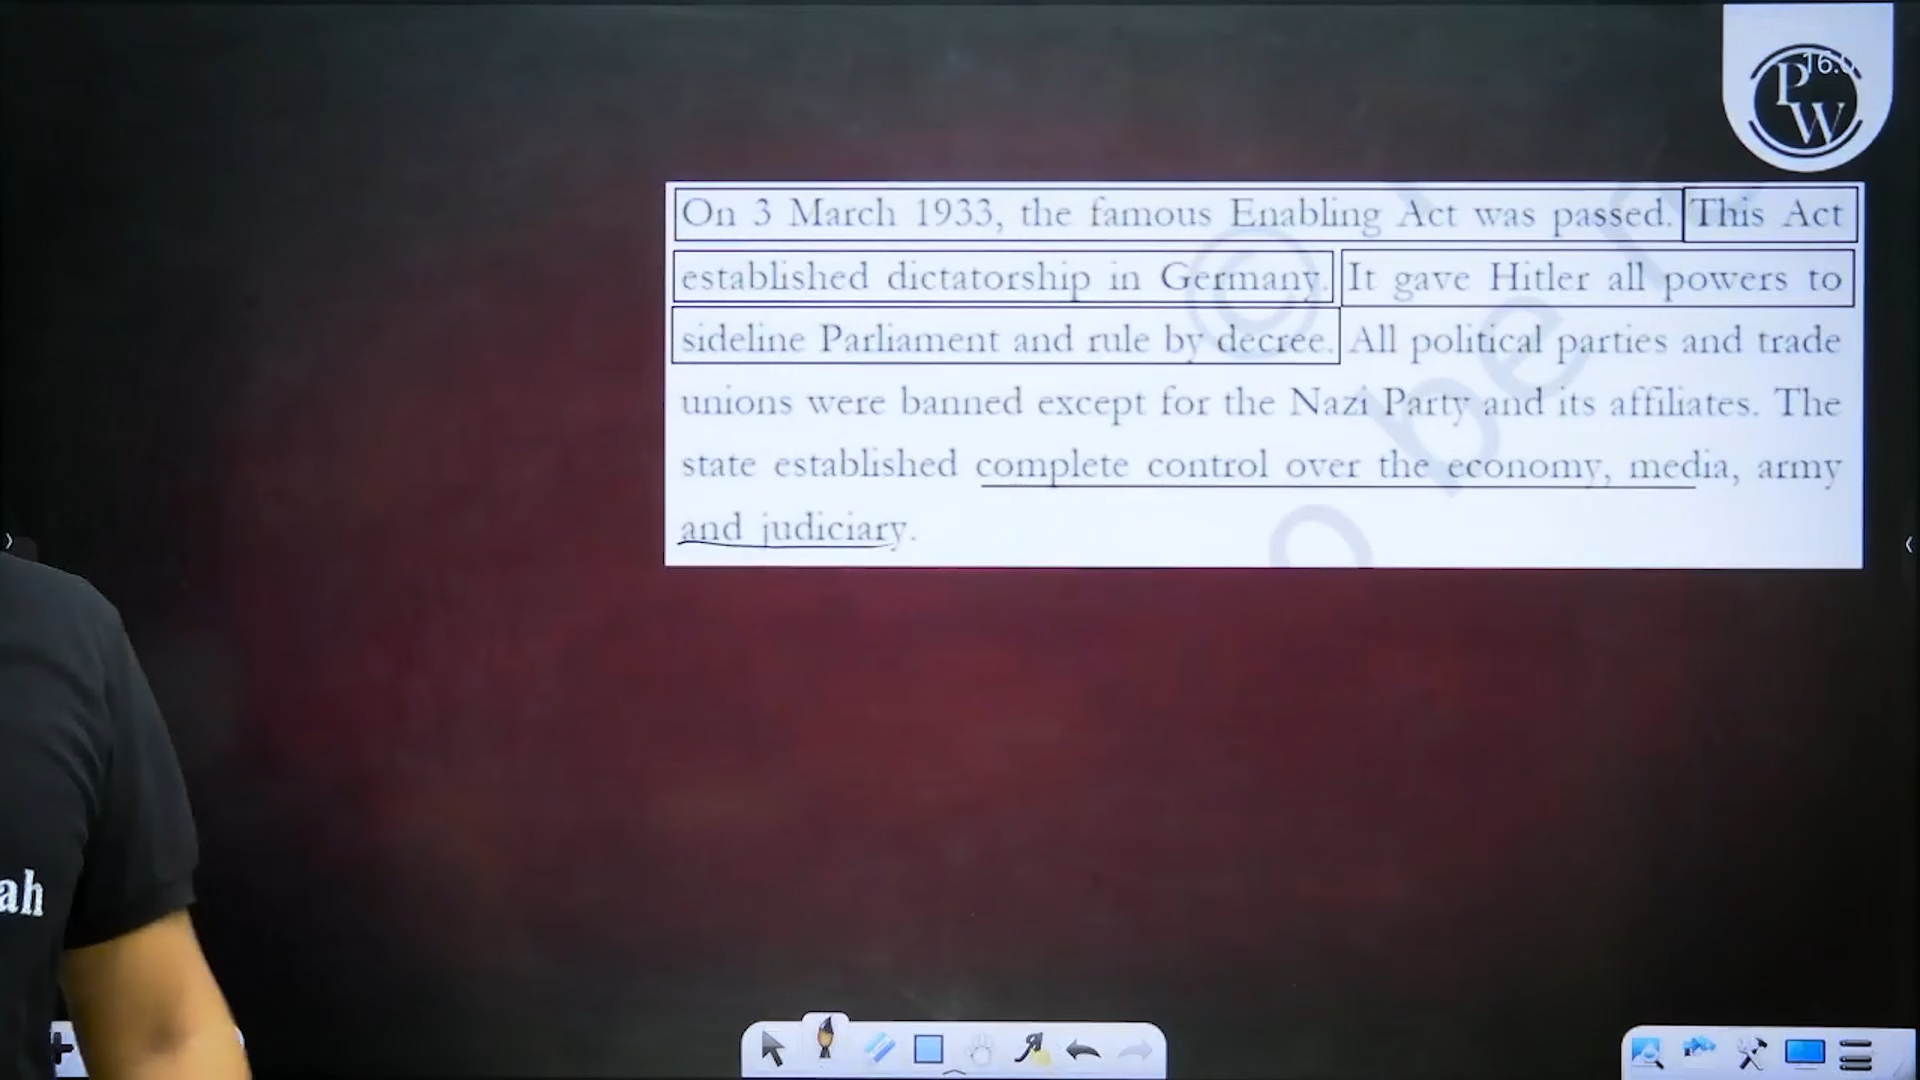 16.
PW
On 3 March 1933, the famous Enabling Act was passed. This Act
established dictatorship in Germany. It gave Hitler all powers to
sideline Parliament and rule by decree. All political parties and trade
unions were banned except for the Nazi Party and its affiliates. The
state established complete control over the economy, media, army
and judiciary.
o be
ah